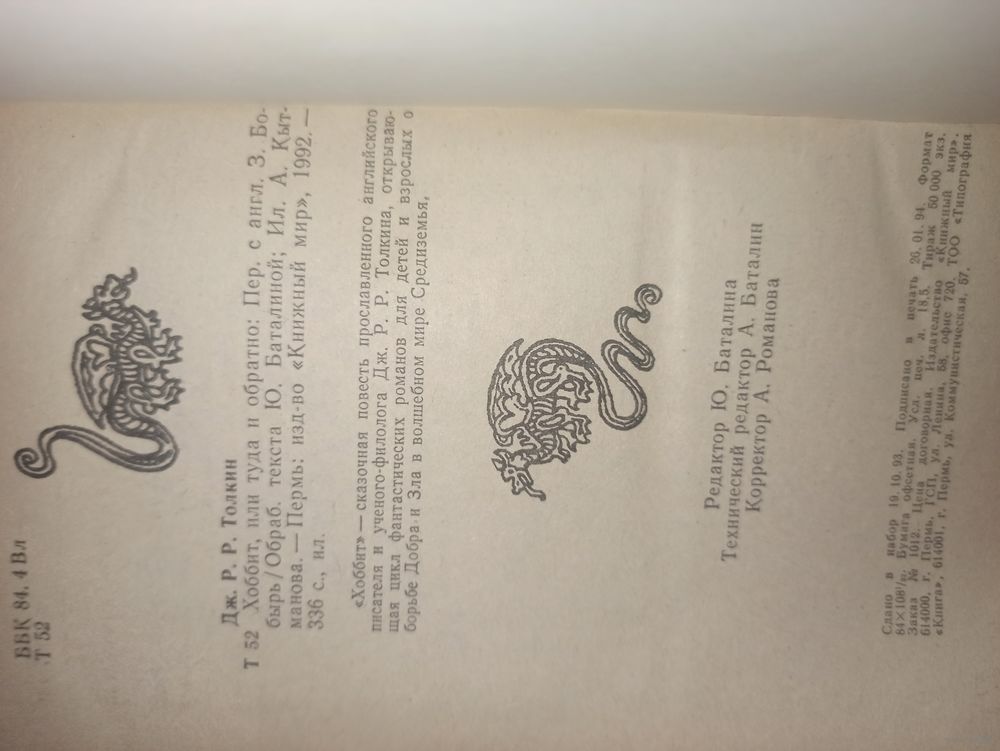 ББК 84.4 Вл
Т 52
Дж. Р. Р. Толкин
Т 52 Хоббит, или туда и обратно: Пер. с англ. З. Бо-
бырь/Обраб. текста Ю. Баталиной; Ил. А. Кыт-
манова. — Пермь: изд-во «Книжный мир», 1992. —
336 с., ил.
«Хоббит» — сказочная повесть прославленного английского
писателя и ученого-филолога Дж. Р. Р. Толкина, открываю-
щая цикл фантастических романов для детей и взрослых о
борьбе Добра и Зла в волшебном мире Средиземья.
Редактор Ю. Баталина
Технический редактор А. Баталин
Корректор А. Романова
Сдано в набор 19.10.93. Подписано в печать 26.01.94. Формат
84×108¹/₃₂. Бумага офсетная. Усл. печ. л. 18,5. Тираж 50 000 экз.
Заказ № 1012. Цена договорная. Издательство «Книжный мир».
614000, г. Пермь, ГСП, ул. Ленина, 58, офис 720. ТОО «Типография
«Книга», 614001, г. Пермь, ул. Коммунистическая, 57.